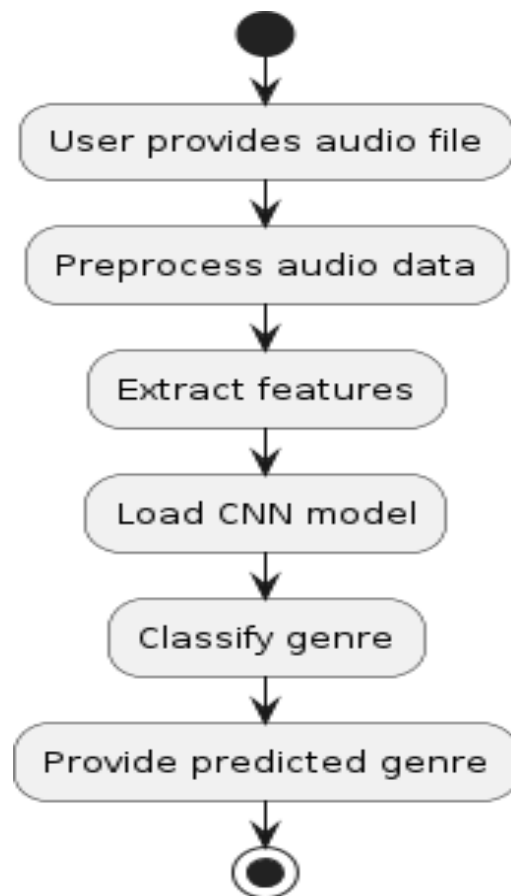 User provides audio file
Preprocess audio data
Extract features
Load CNN model
Classify genre
Provide predicted genre